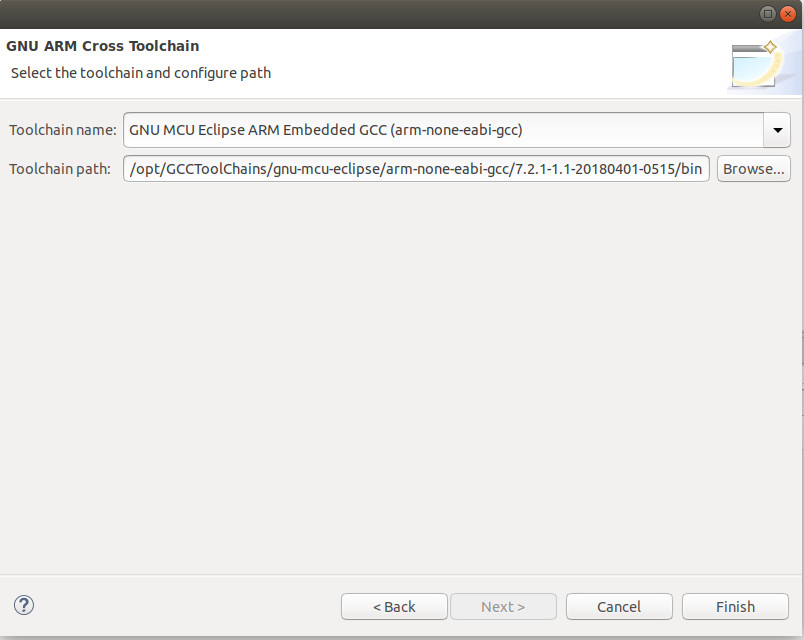 GNU ARM Cross Toolchain
Select the toolchain and configure path
Toolchain name: GNU MCU Eclipse ARM Embedded GCC (arm-none-eabi-gcc)
Toolchain path: /opt/GCCToolChains/gnu-mcu-eclipse/arm-none-eabi-gcc/7.2.1-1.1-20180401-0515/bin Browse...
? < Back Next > Cancel Finish